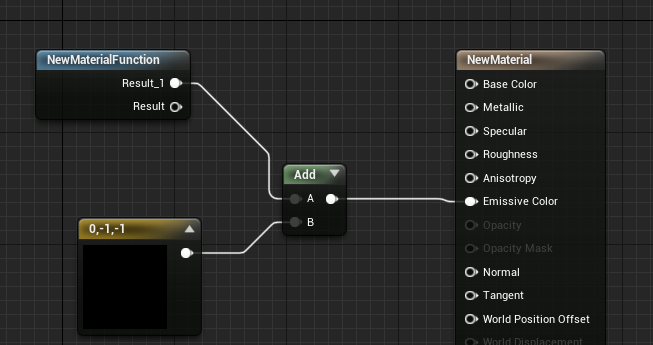 NewMaterialFunction
Result_1
Result
0,-1,-1
Add
A
B
NewMaterial
Base Color
Metallic
Specular
Roughness
Anisotropy
Emissive Color
Opacity
Opacity Mask
Normal
Tangent
World Position Offset
World Displacement